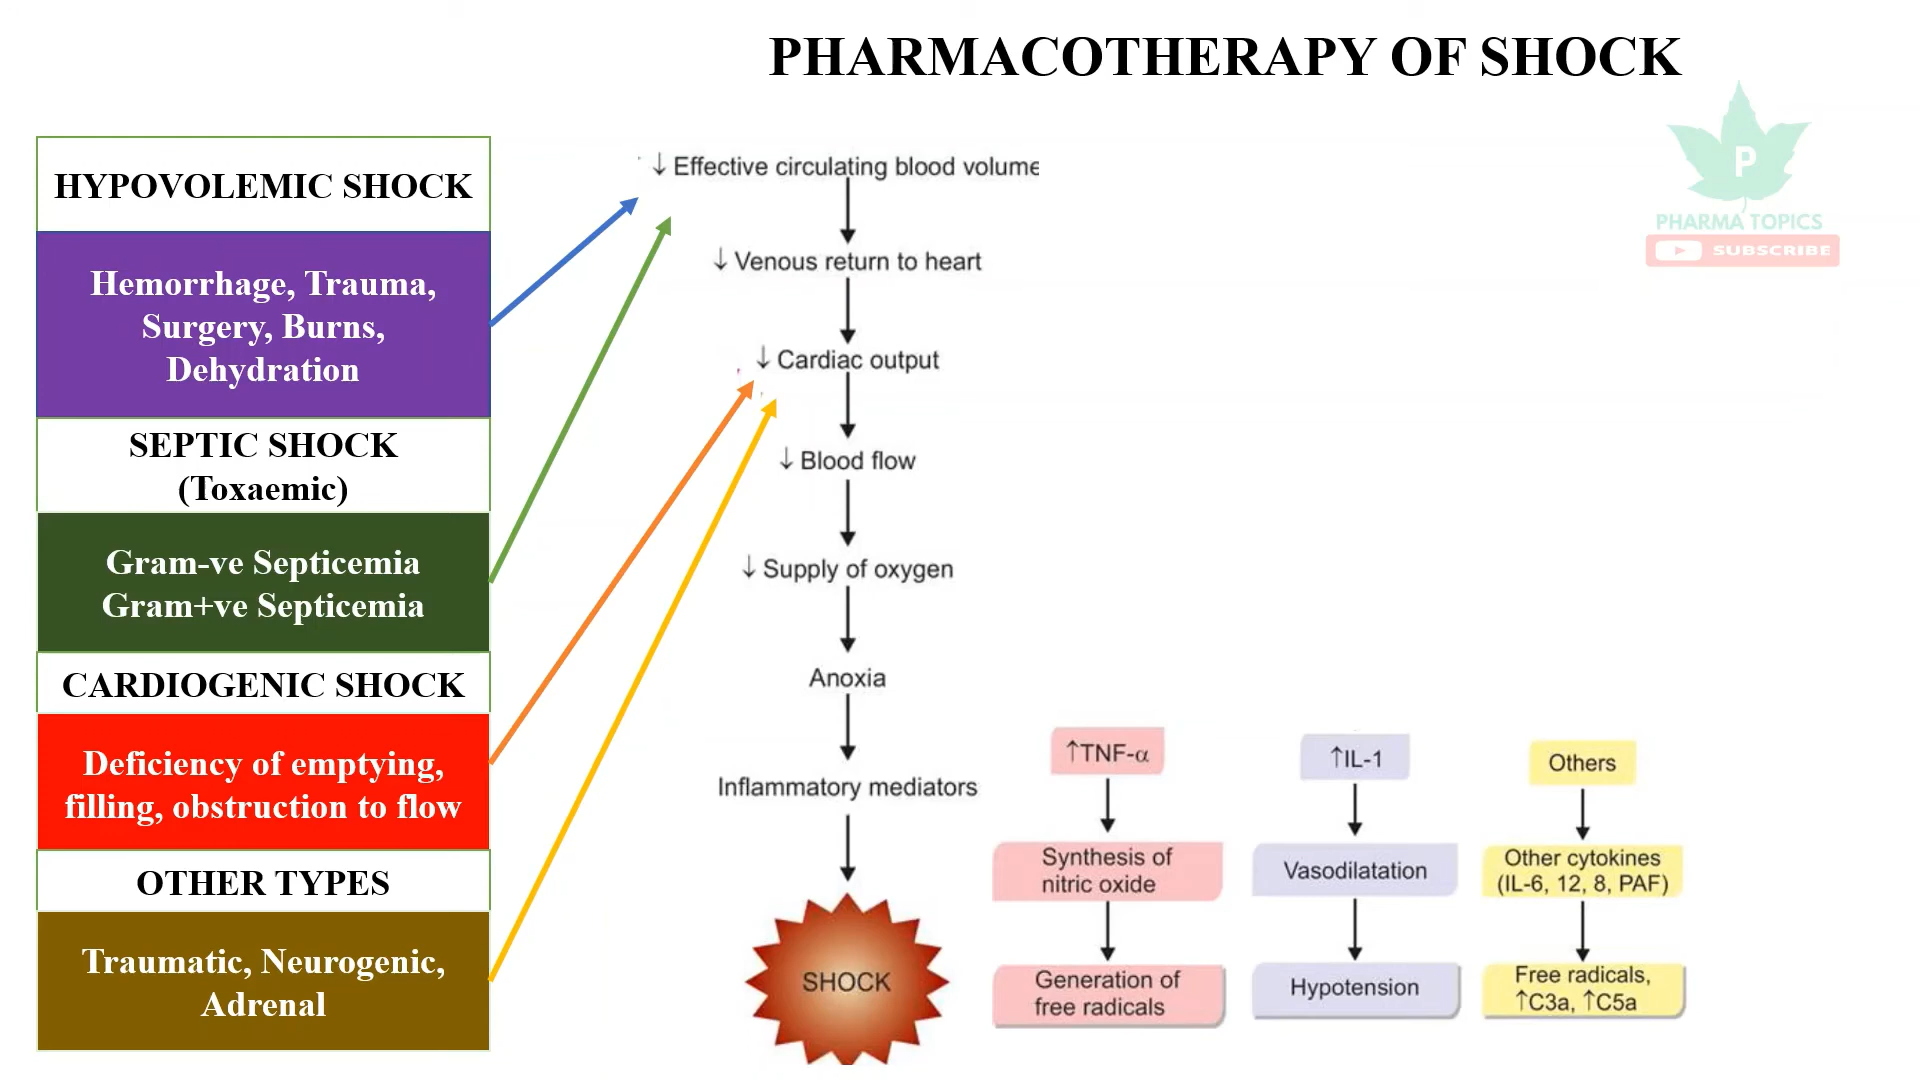 PHARMACOTHERAPY OF SHOCK
P
PHARMA TOPICS
SUBSCRIBE
HYPOVOLEMIC SHOCK
Hemorrhage, Trauma,
Surgery, Burns,
Dehydration
SEPTIC SHOCK
(Toxaemic)
Gram-ve Septicemia
Gram+ve Septicemia
CARDIOGENIC SHOCK
Deficiency of emptying,
filling, obstruction to flow
OTHER TYPES
Traumatic, Neurogenic,
Adrenal
↓ Effective circulating blood volume
↓ Venous return to heart
↓ Cardiac output
↓ Blood flow
↓ Supply of oxygen
Anoxia
Inflammatory mediators
SHOCK
↑TNF-α
Synthesis of
nitric oxide
Generation of
free radicals
↑IL-1
Vasodilatation
Hypotension
Others
Other cytokines
(IL-6, 12, 8, PAF)
Free radicals,
↑C3a, ↑C5a